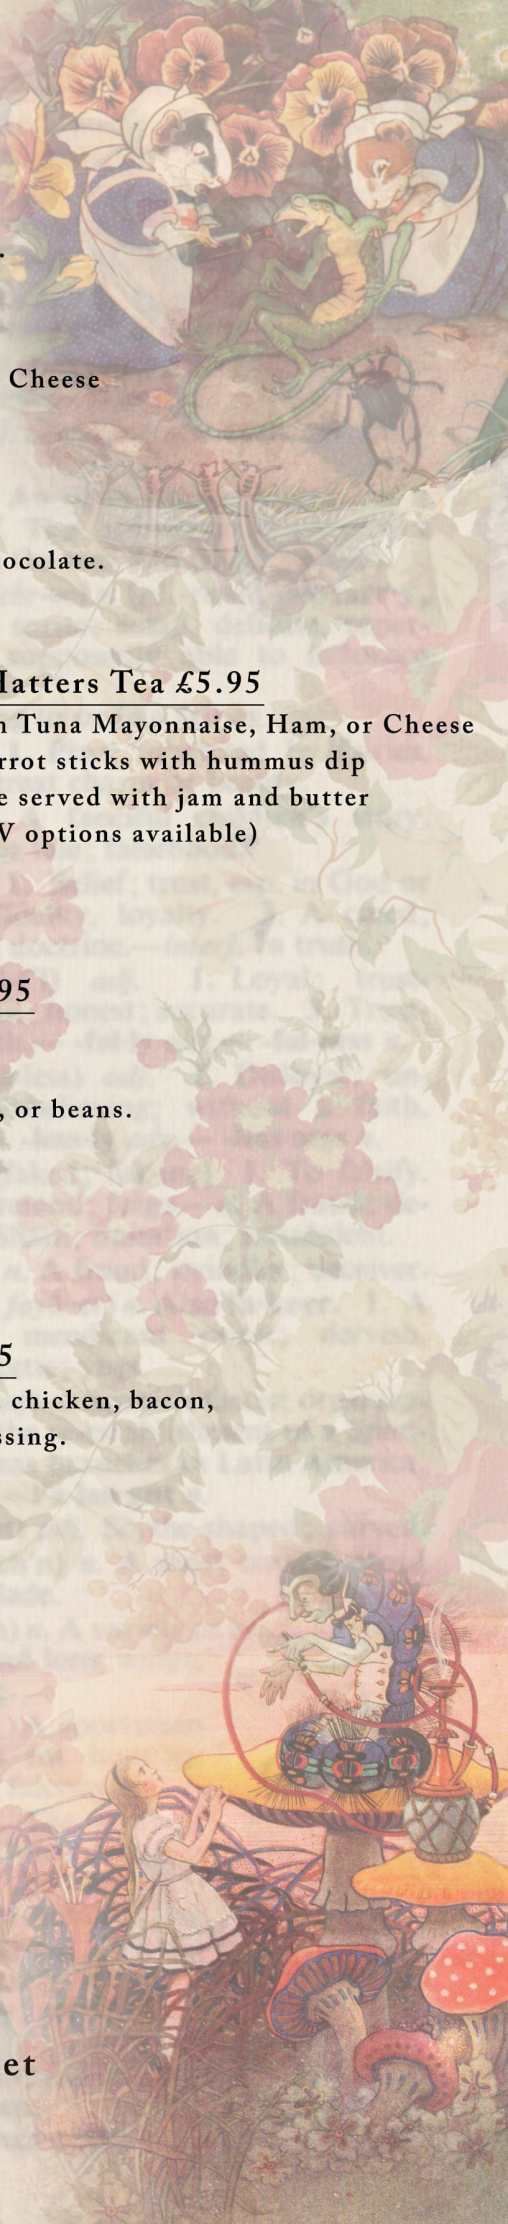 .
Cheese
ocolate.
Hatters Tea £5.95
n Tuna Mayonnaise, Ham, or Cheese
rrot sticks with hummus dip
e served with jam and butter
V options available)
95
, or beans.
5
chicken, bacon,
ssing.
et